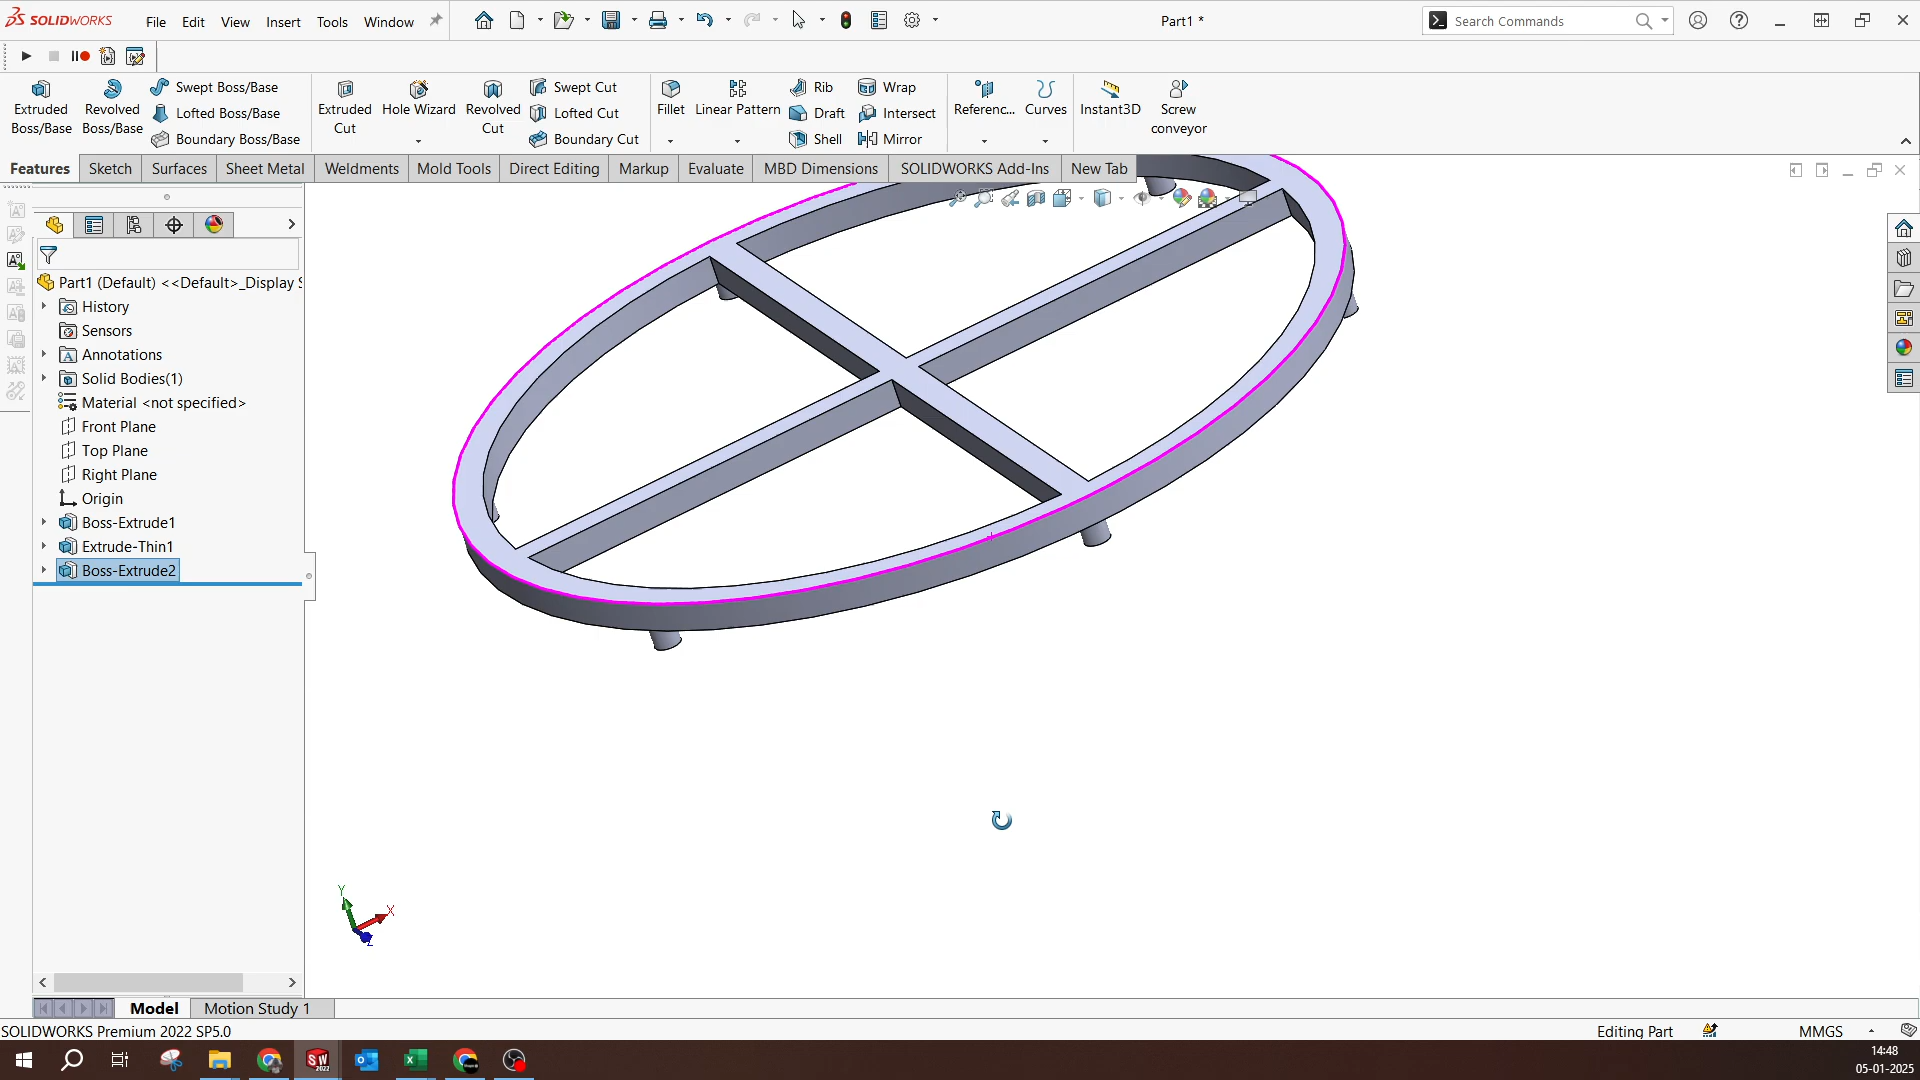 SOLIDWORKS File Edit View Insert Tools Window Part1 * Search Commands
Extruded Boss/Base
Revolved Boss/Base
Swept Boss/Base
Lofted Boss/Base
Boundary Boss/Base
Extruded Cut
Hole Wizard
Revolved Cut
Swept Cut
Lofted Cut
Boundary Cut
Fillet
Linear Pattern
Rib
Draft
Shell
Wrap
Intersect
Mirror
Referenc...
Curves
Instant3D
Screw conveyor
Features Sketch Surfaces Sheet Metal Weldments Mold Tools Direct Editing Markup Evaluate MBD Dimensions SOLIDWORKS Add-Ins New Tab
Part1 (Default) <<Default>_Display S
History
Sensors
Annotations
Solid Bodies(1)
Material <not specified>
Front Plane
Top Plane
Right Plane
Origin
Boss-Extrude1
Extrude-Thin1
Boss-Extrude2
Y
X
Z
Model Motion Study 1
SOLIDWORKS Premium 2022 SP5.0 Editing Part MMGS
SW
2022
14:48
05-01-2025